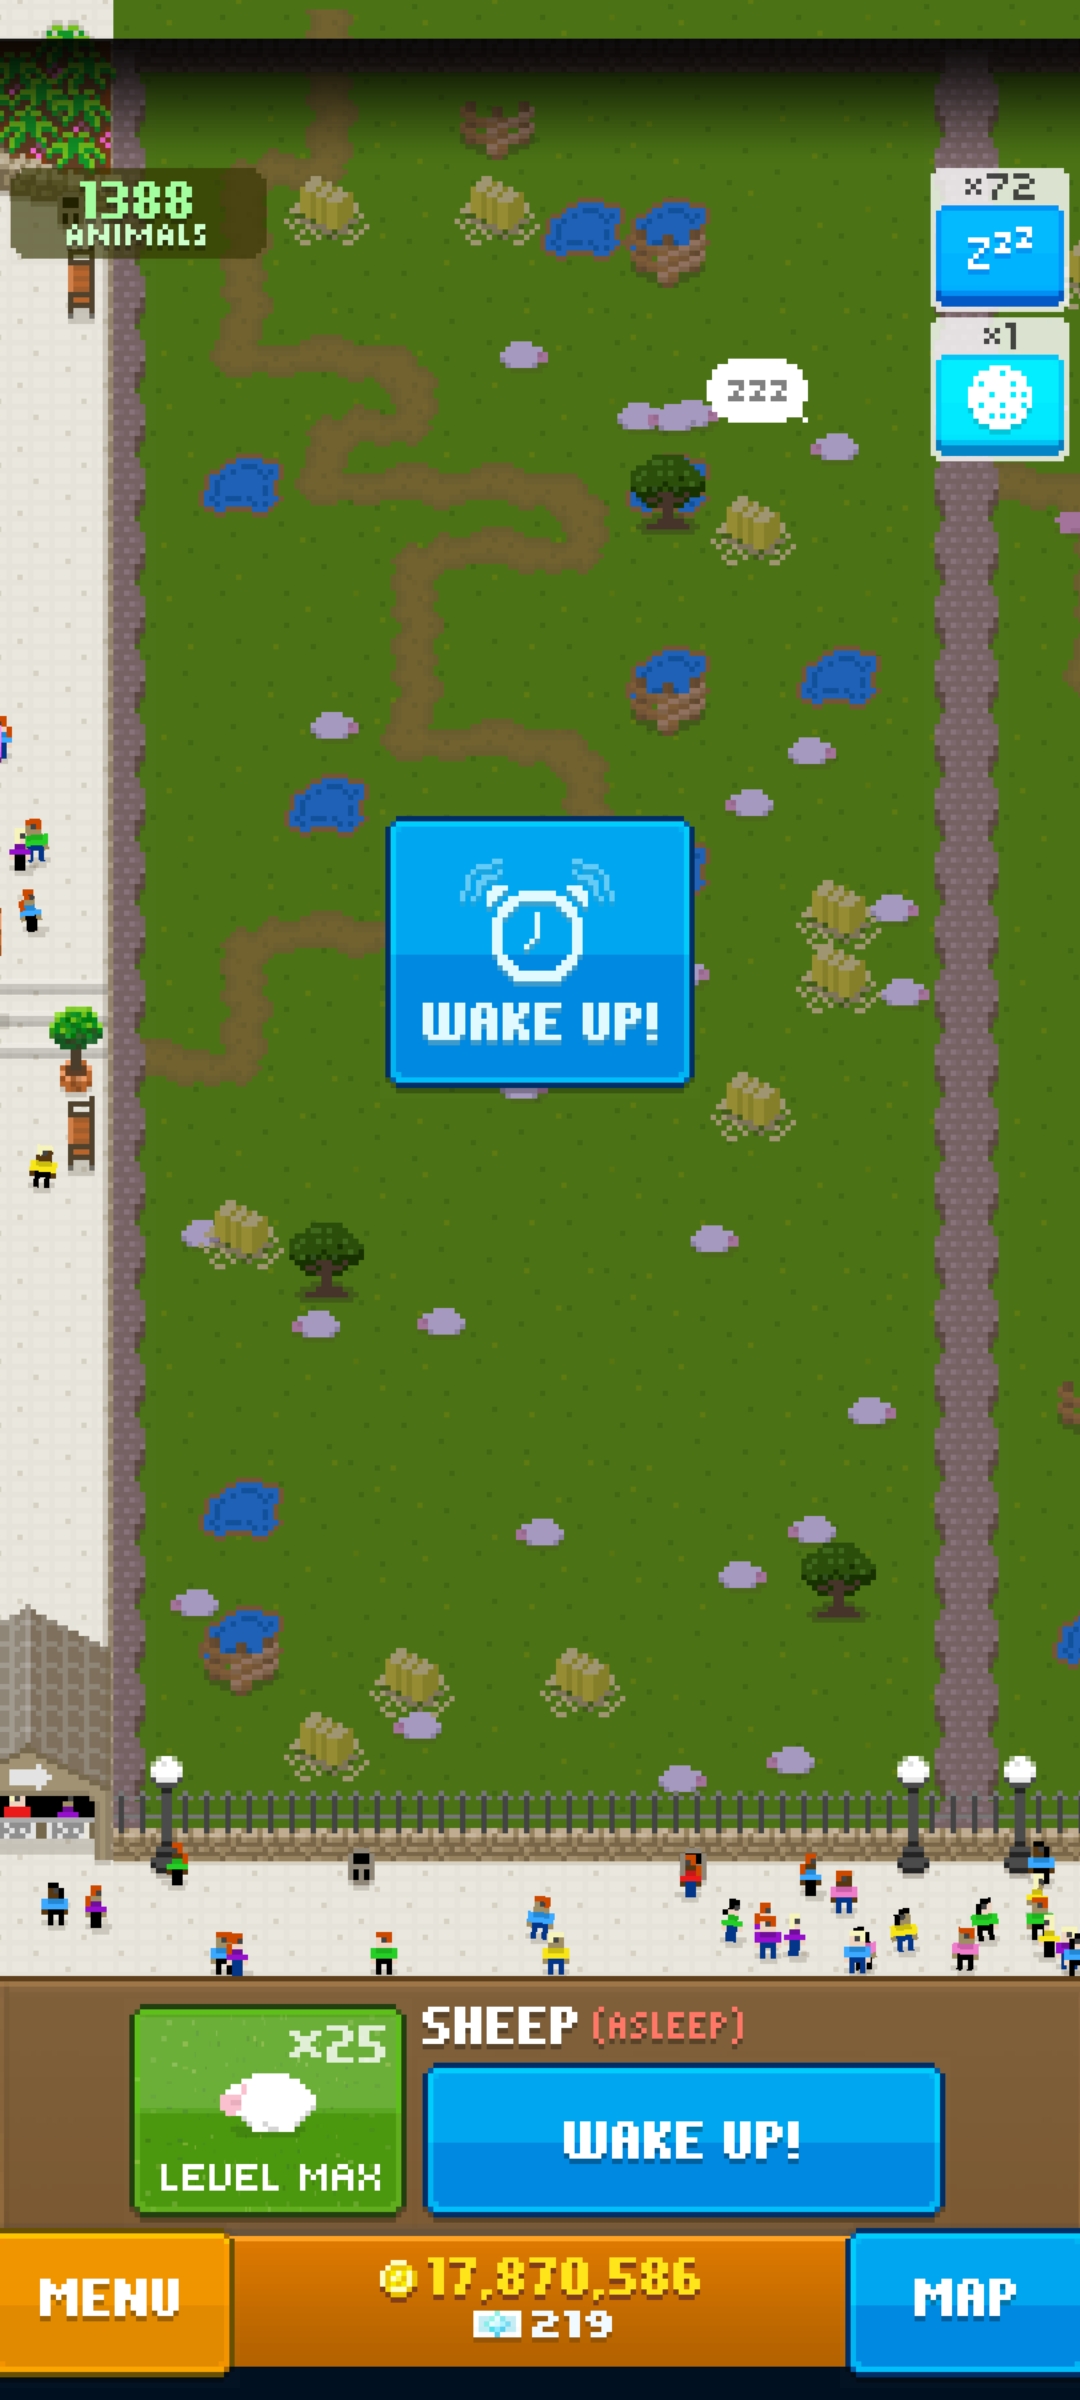 1388
ANIMALS
x72
zzz
x1
zzz
WAKE UP!
SHEEP (ASLEEP)
x25
LEVEL MAX
WAKE UP!
MENU
17,870,586
219
MAP